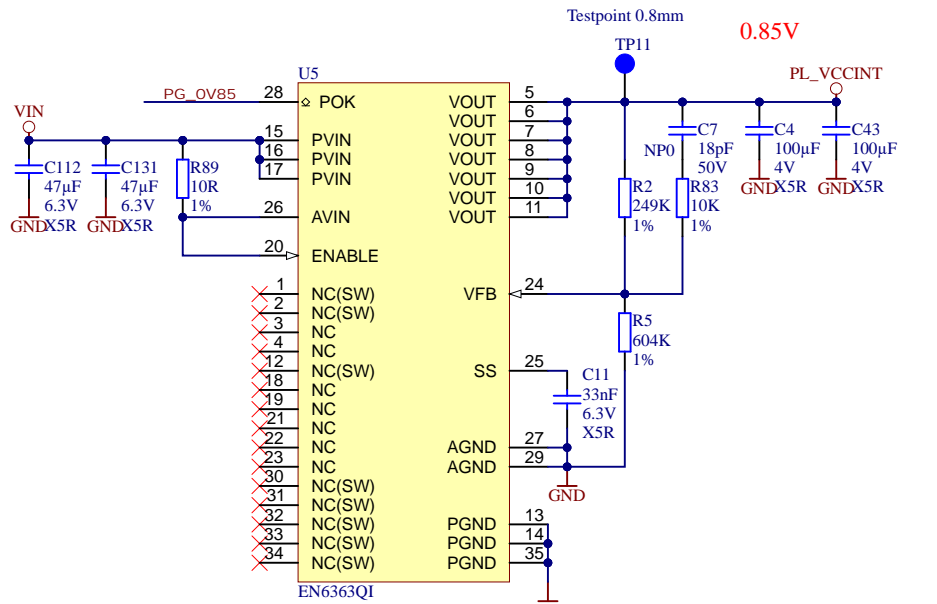 Testpoint 0.8mm
0.85V
TP11
PL_VCCINT
U5
PG_0V85
28
POK
VOUT
5
VOUT
6
VOUT
7
VOUT
8
VOUT
9
VOUT
10
VOUT
11
VIN
15
PVIN
16
PVIN
17
PVIN
C112
47µF
6.3V
X5R
GND
C131
47µF
6.3V
X5R
GND
R89
10R
1%
26
AVIN
20
ENABLE
C7
18pF
50V
NP0
C4
100µF
4V
X5R
GND
C43
100µF
4V
X5R
GND
R2
249K
1%
R83
10K
1%
1
NC(SW)
2
NC(SW)
3
NC
4
NC
12
NC(SW)
18
NC
19
NC
21
NC
22
NC
23
NC
30
NC(SW)
31
NC(SW)
32
NC(SW)
33
NC(SW)
34
NC(SW)
VFB
24
R5
604K
1%
SS
25
C11
33nF
6.3V
X5R
AGND
27
AGND
29
GND
PGND
13
PGND
14
PGND
35
EN6363QI